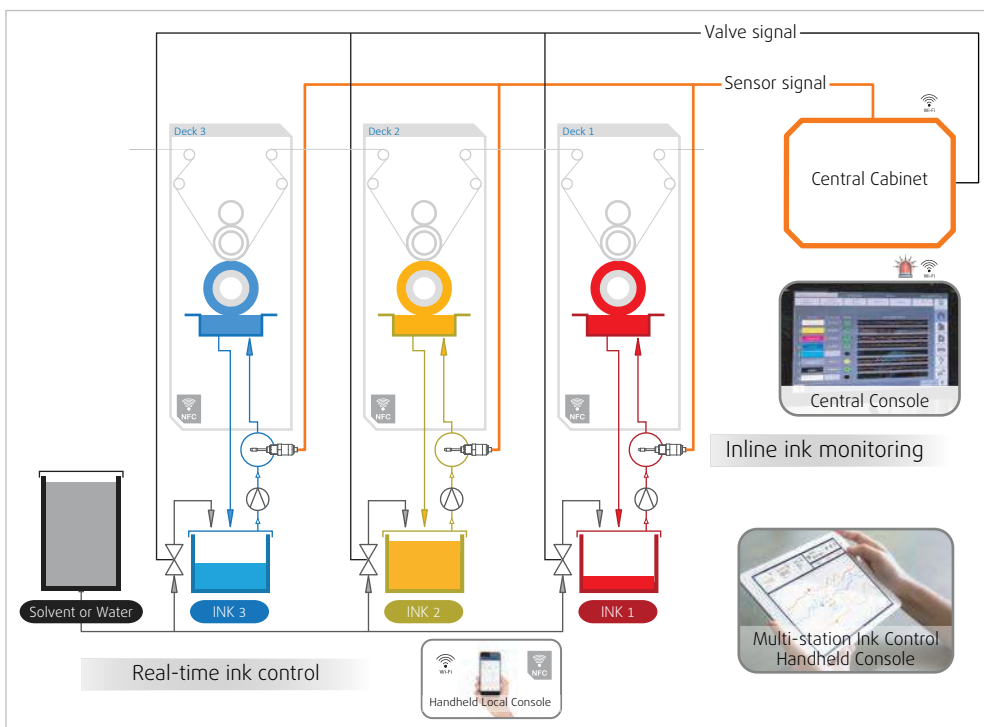 Valve signal
Sensor signal
Wi-Fi
Deck 3
Deck 2
Deck 1
Central Cabinet
Wi-Fi
NFC
NFC
NFC
Central Console
Inline ink monitoring
Solvent or Water
INK 3
INK 2
INK 1
Multi-station Ink Control
Handheld Console
Real-time ink control
Wi-Fi
NFC
Handheld Local Console